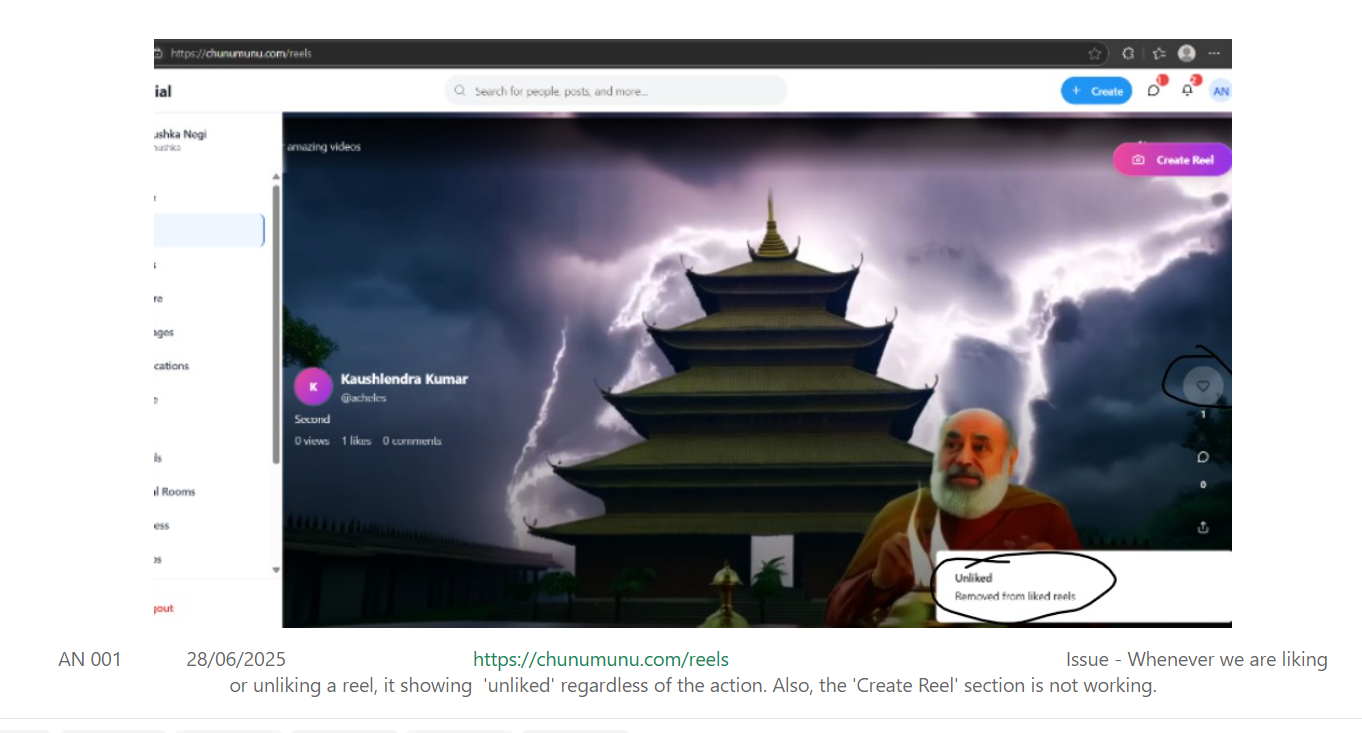 https://chunumunu.com/reels
ial
Search for people, posts, and more...
+ Create
1
2
AN
ushka Negi
nushka
amazing videos
Create Reel
e
s
re
ages
cations
e
ls
l Rooms
ess
os
gout
K
Kaushlendra Kumar
@acheles
Second
0 views 1 likes 0 comments
1
0
Unliked
Removed from liked reels
AN 001 28/06/2025 https://chunumunu.com/reels Issue - Whenever we are liking
or unliking a reel, it showing 'unliked' regardless of the action. Also, the 'Create Reel' section is not working.